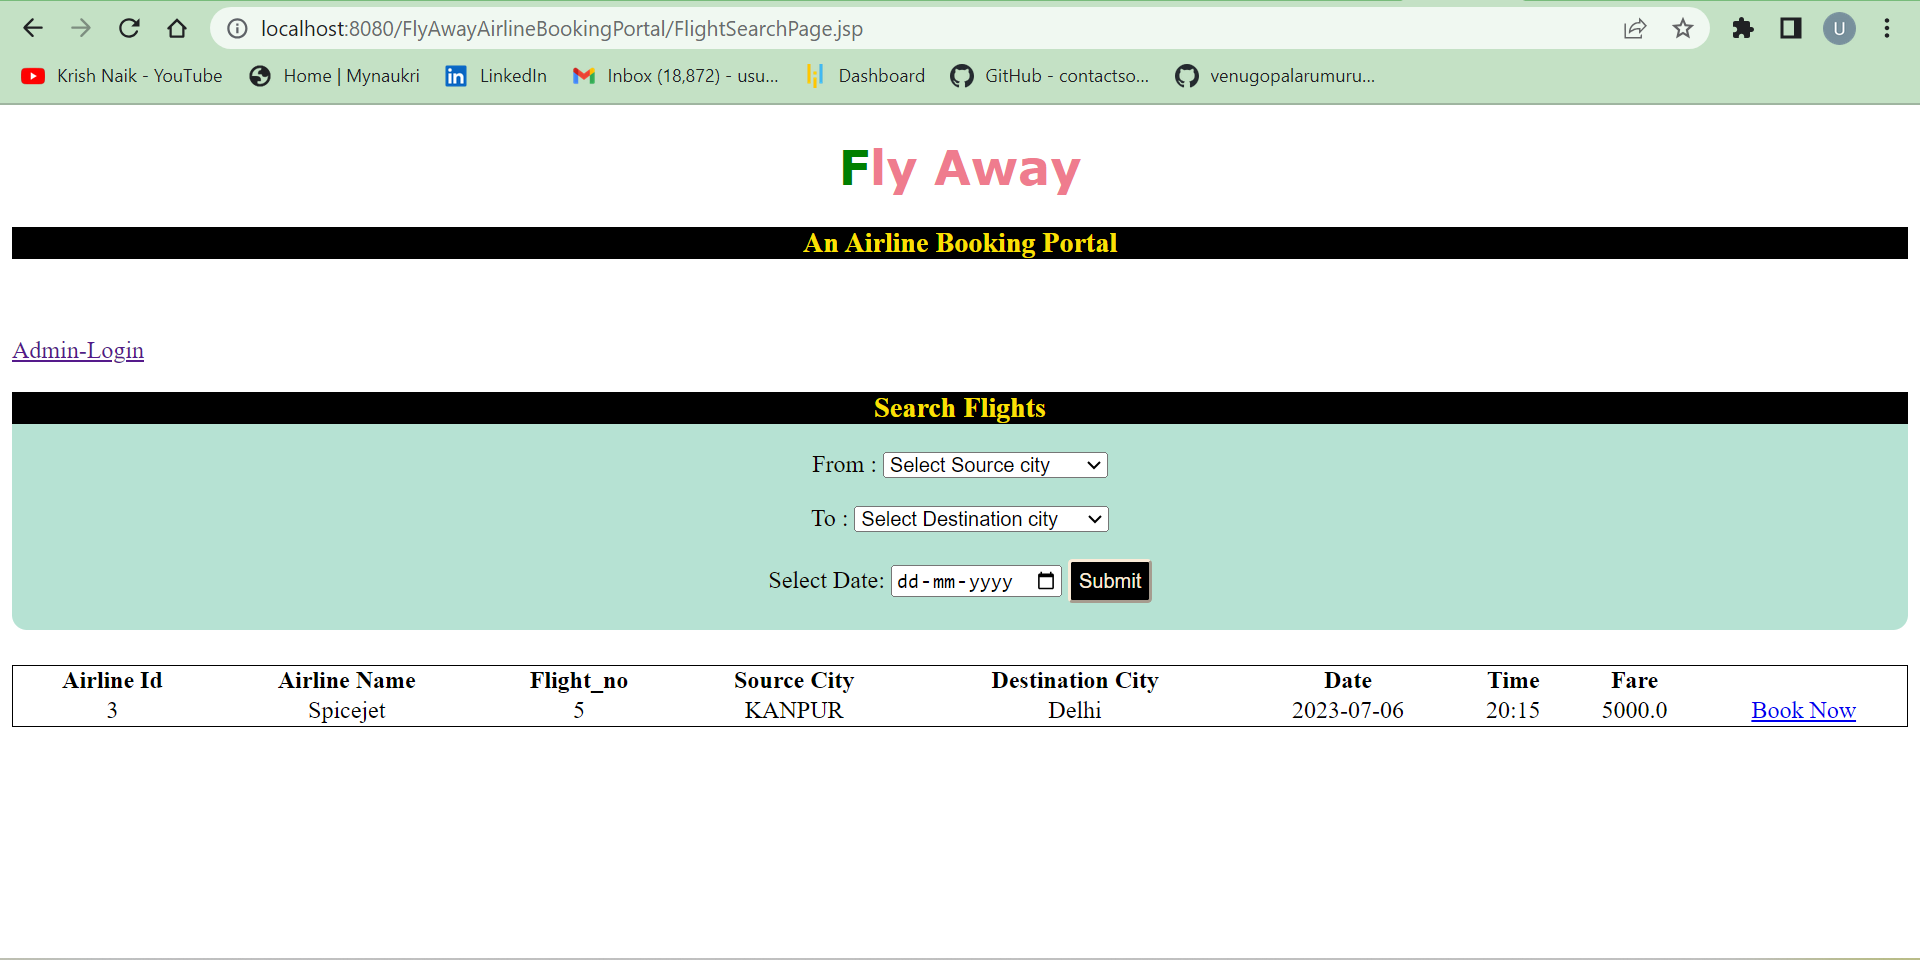 localhost:8080/FlyAwayAirlineBookingPortal/FlightSearchPage.jsp
U
Krish Naik - YouTube Home | Mynaukri LinkedIn Inbox (18,872) - usu... Dashboard GitHub - contactso... venugopalarumuru...
Fly Away
An Airline Booking Portal
Admin-Login
Search Flights
From : Select Source city
To : Select Destination city
Select Date: dd-mm-yyyy Submit
Airline Id Airline Name Flight_no Source City Destination City Date Time Fare
3 Spicejet 5 KANPUR Delhi 2023-07-06 20:15 5000.0 Book Now